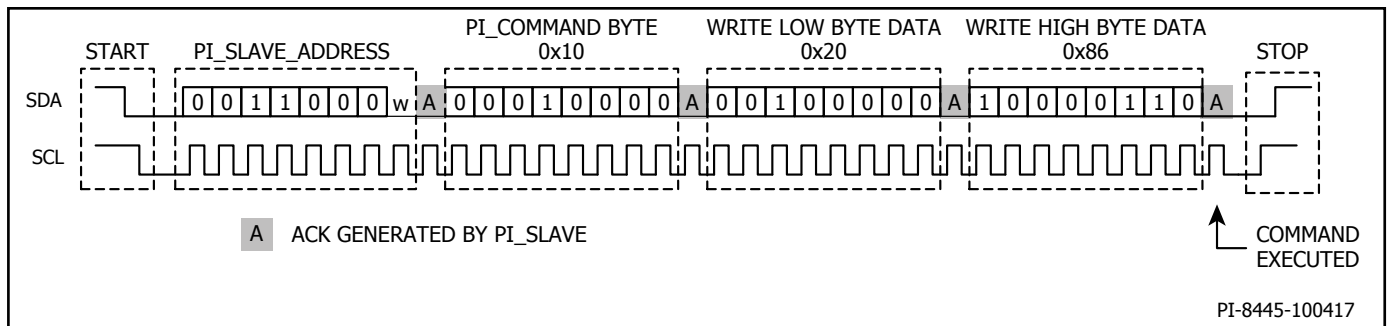 PI_COMMAND BYTE WRITE LOW BYTE DATA WRITE HIGH BYTE DATA
START PI_SLAVE_ADDRESS 0x10 0x20 0x86 STOP
SDA 0 0 1 1 0 0 0 w A 0 0 0 1 0 0 0 0 A 0 0 1 0 0 0 0 0 A 1 0 0 0 0 1 1 0 A
SCL
A ACK GENERATED BY PI_SLAVE
COMMAND
EXECUTED
PI-8445-100417